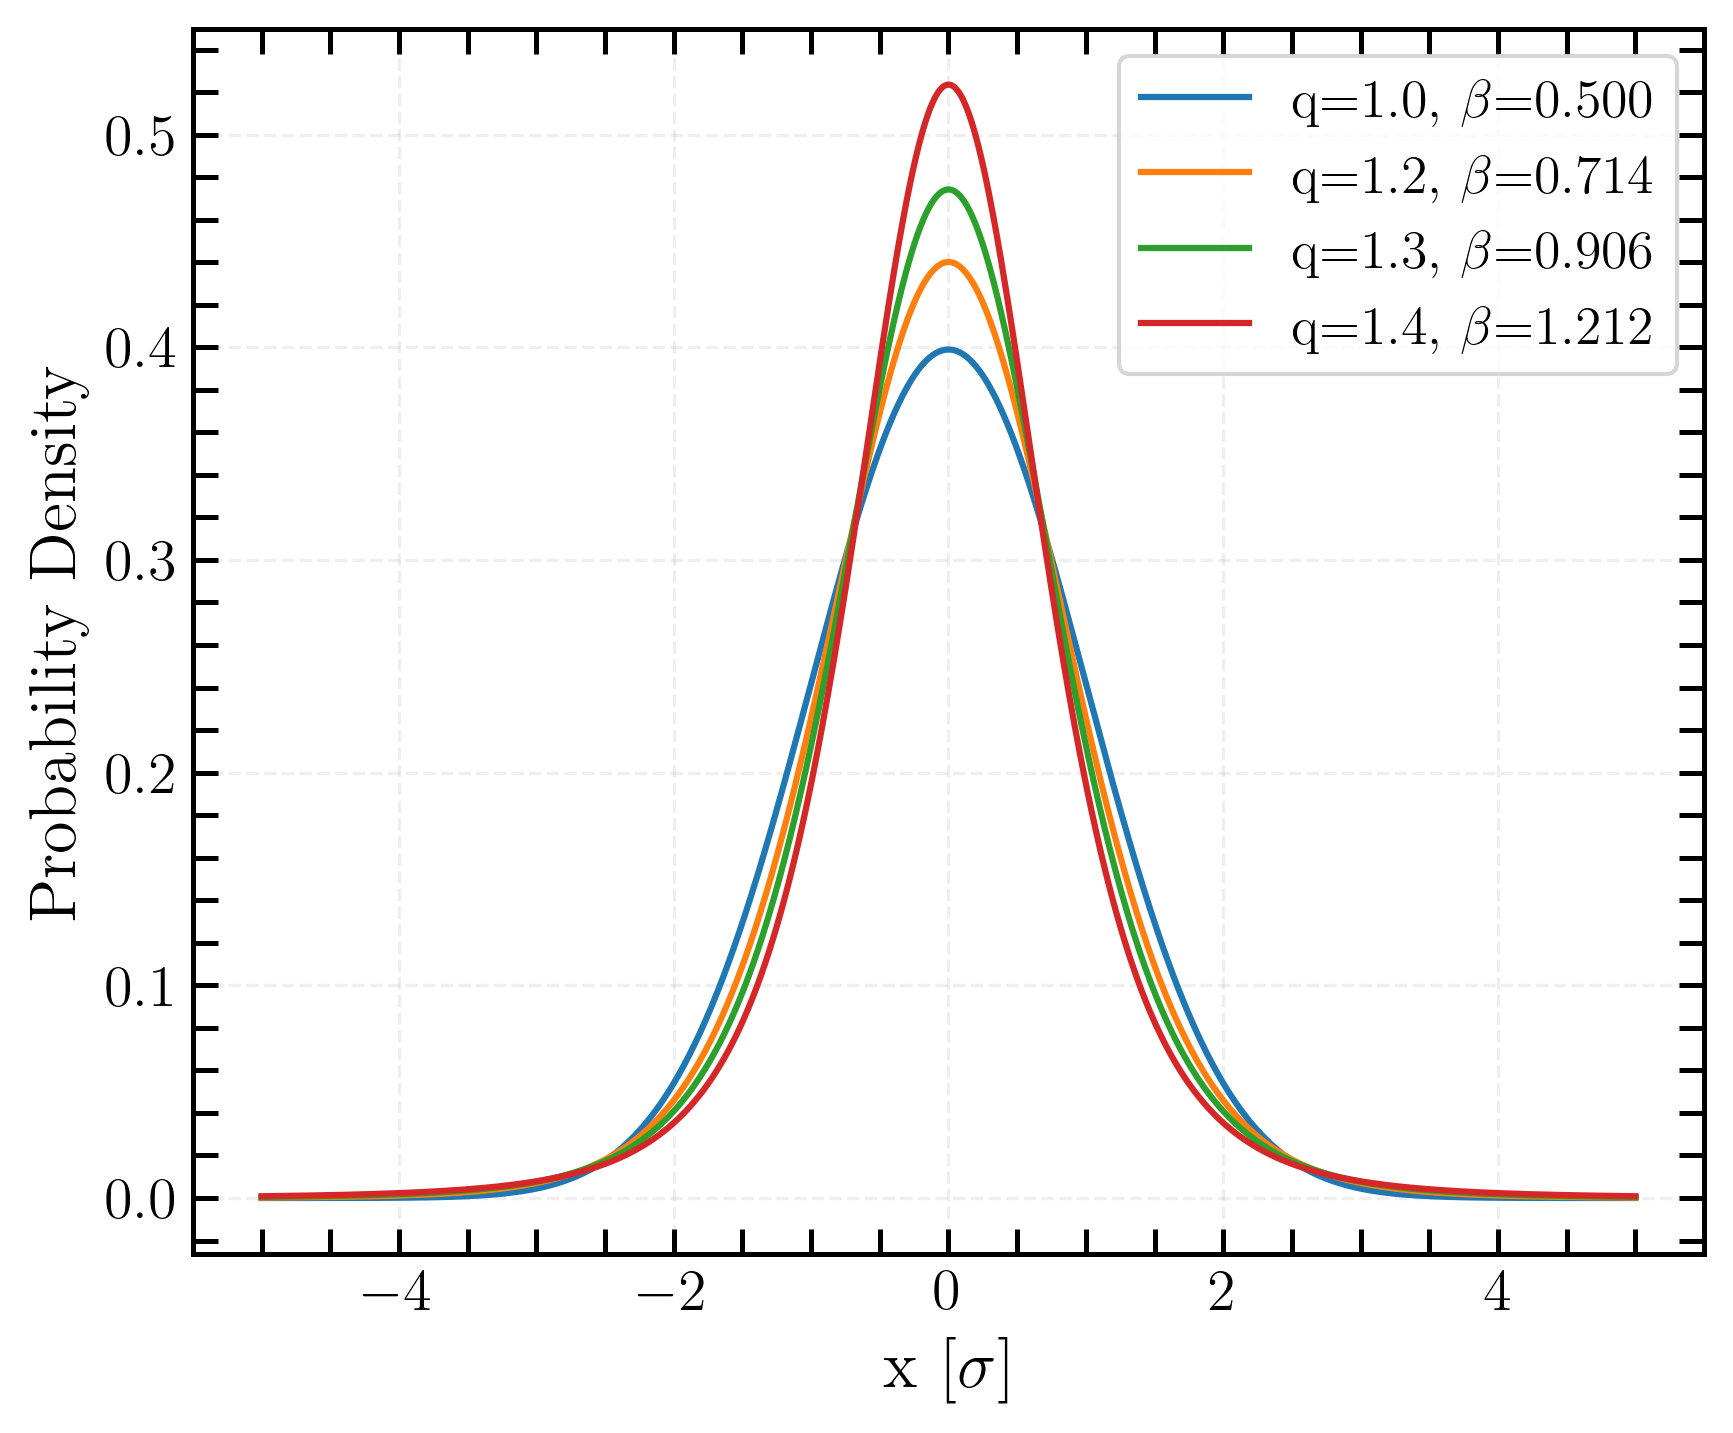 q=1.0, β=0.500
q=1.2, β=0.714
q=1.3, β=0.906
q=1.4, β=1.212
Probability Density
0.5
0.4
0.3
0.2
0.1
0.0
−4 −2 0 2 4
x [σ]